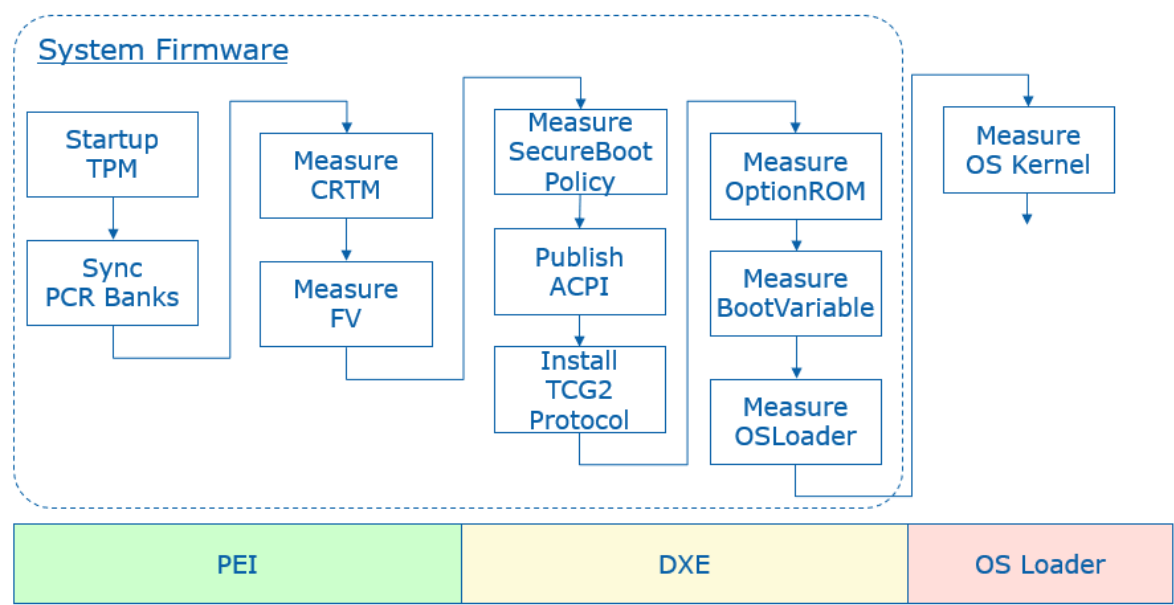 System Firmware
Startup
TPM
Sync
PCR Banks
Measure
CRTM
Measure
FV
Measure
SecureBoot
Policy
Publish
ACPI
Install
TCG2
Protocol
Measure
OptionROM
Measure
BootVariable
Measure
OSLoader
Measure
OS Kernel
PEI
DXE
OS Loader